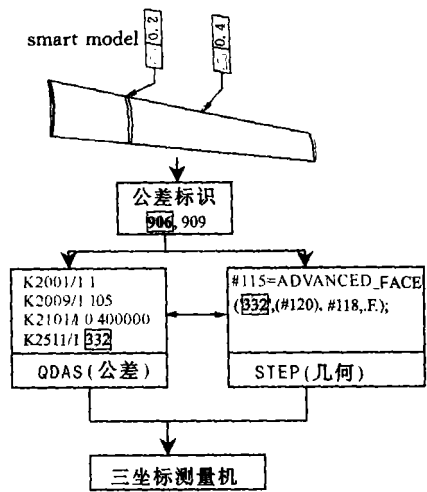 0.2
0.4
smart model
公差标识
906, 909
K2001/1 1
K2009/1 105
K2101/1 0.400000
K2511/1 332
QDAS(公差)
#115=ADVANCED_FACE
('332',(#120), #118,.F.);
STEP(几何)
三坐标测量机